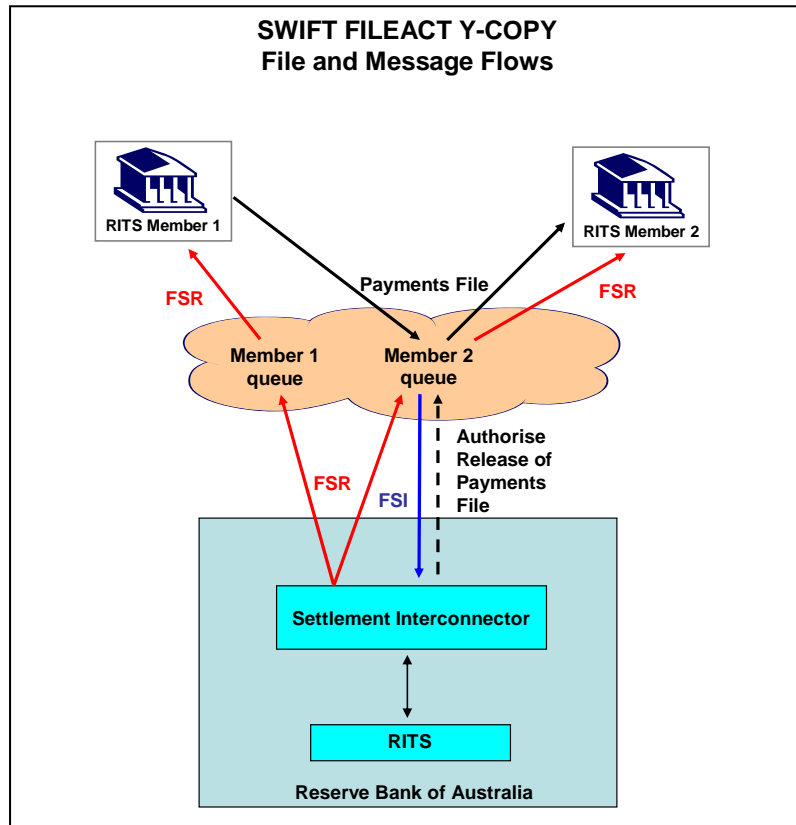 SWIFT FILEACT Y-COPY
File and Message Flows
RITS Member 1
RITS Member 2
Payments File
FSR
FSR
Member 1
queue
Member 2
queue
Authorise
Release of
Payments
File
FSR
FSI
Settlement Interconnector
RITS
Reserve Bank of Australia